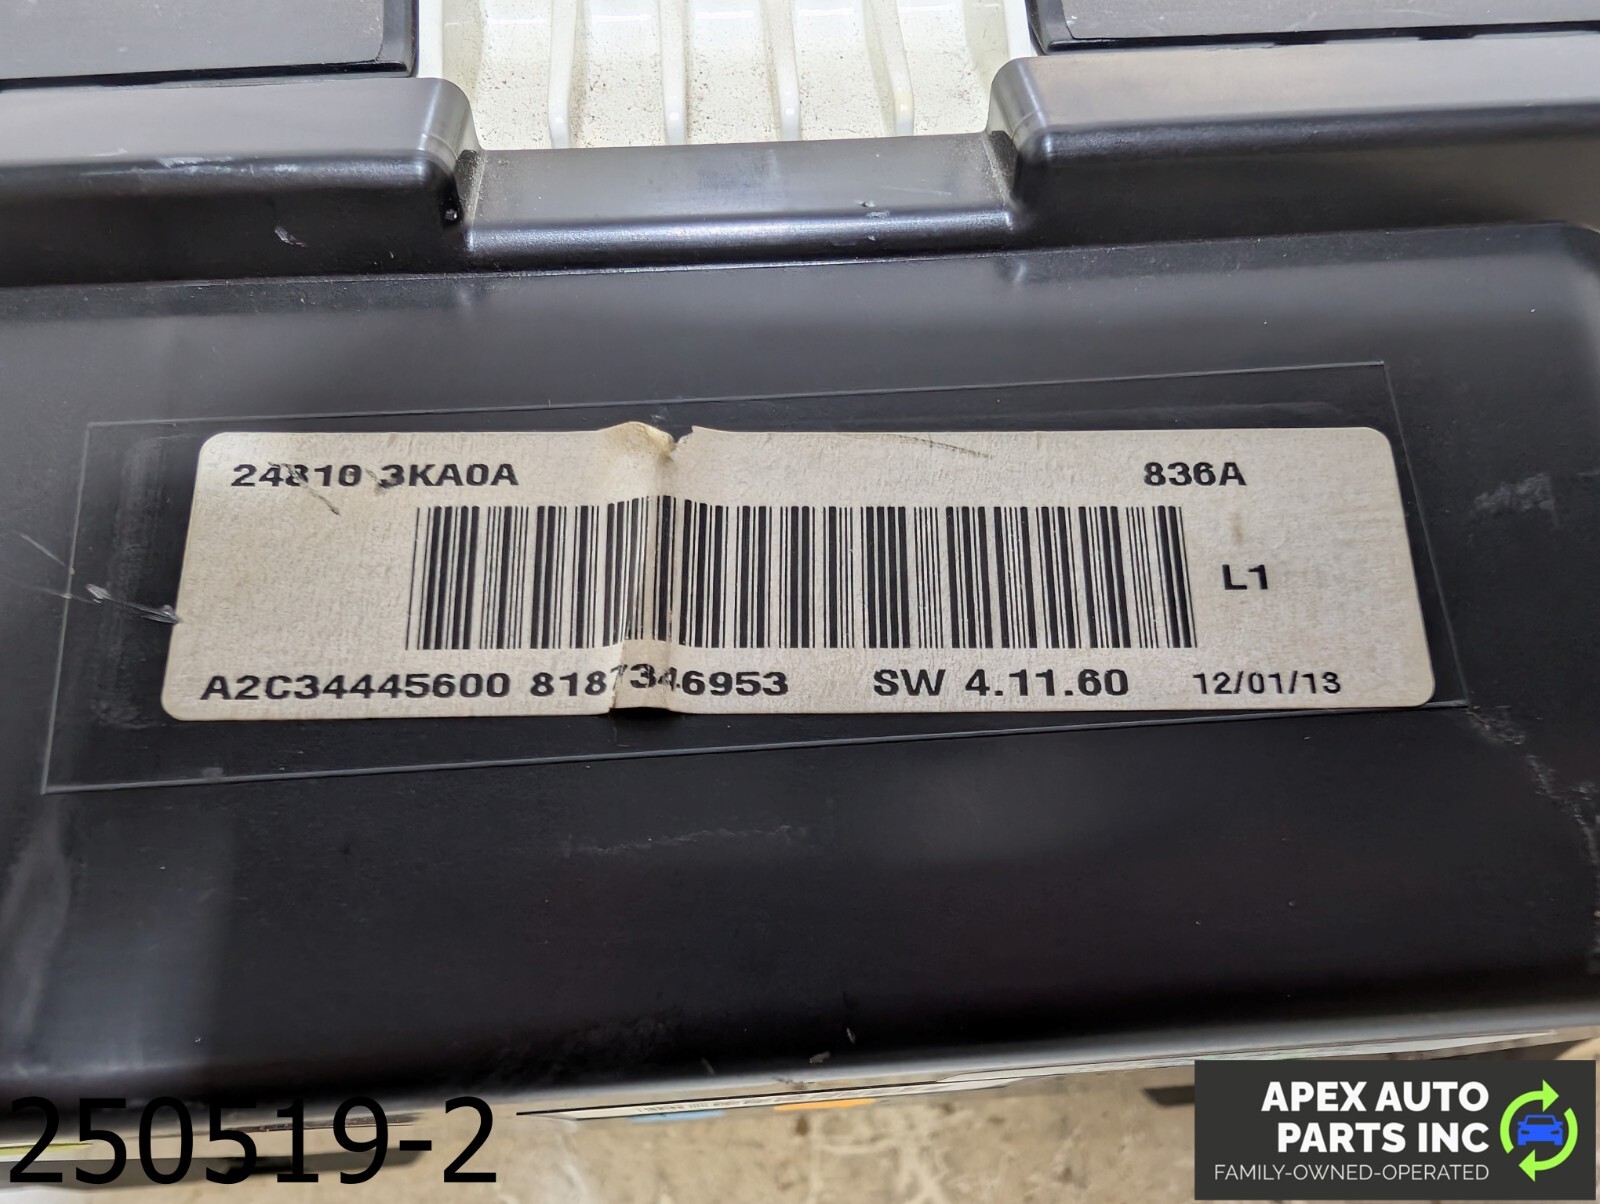 24810 3KA0A 836A
L1
A2C34445600 8187346953 SW 4.11.60 12/01/13
250519-2
APEX AUTO
PARTS INC
FAMILY-OWNED-OPERATED